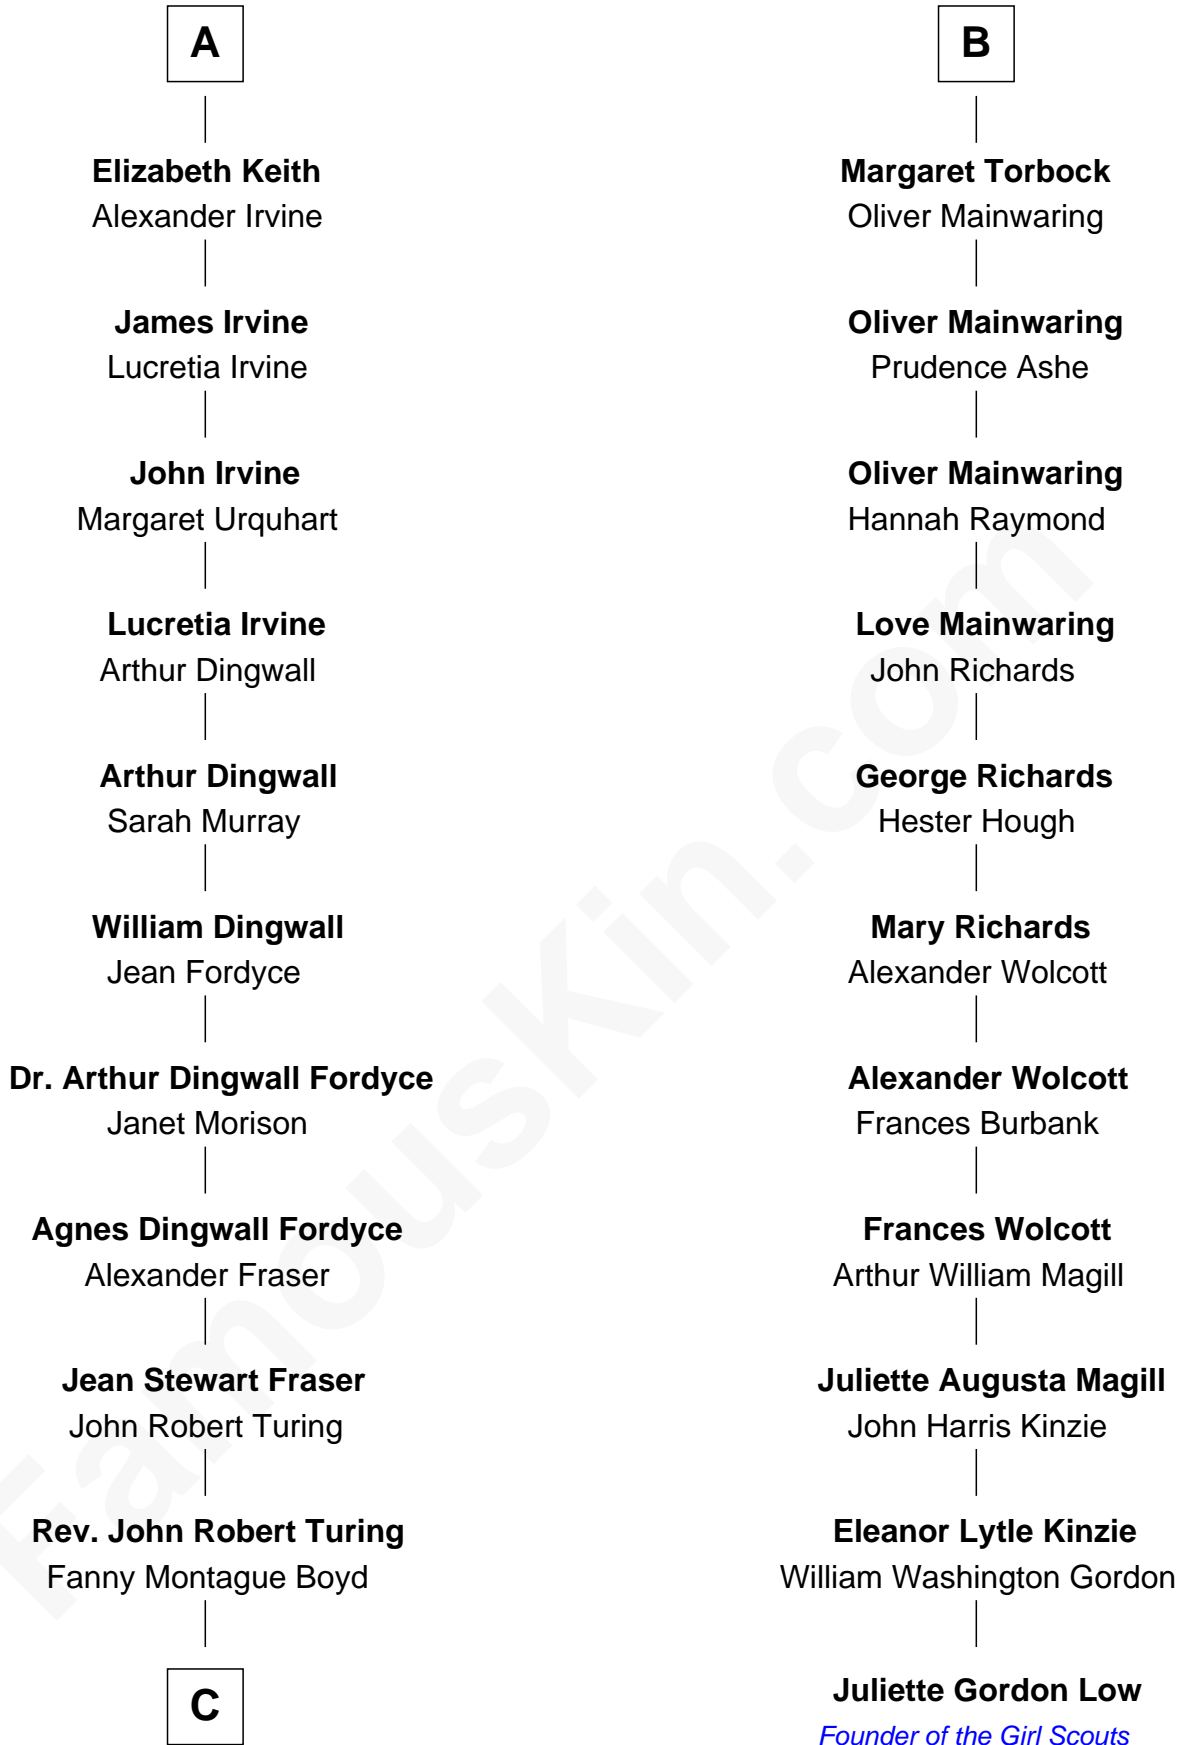 A
Elizabeth Keith
Alexander Irvine
James Irvine
Lucretia Irvine
John Irvine
Margaret Urquhart
Lucretia Irvine
Arthur Dingwall
Arthur Dingwall
Sarah Murray
William Dingwall
Jean Fordyce
Dr. Arthur Dingwall Fordyce
Janet Morison
Agnes Dingwall Fordyce
Alexander Fraser
Jean Stewart Fraser
John Robert Turing
Rev. John Robert Turing
Fanny Montague Boyd
C
B
Margaret Torbock
Oliver Mainwaring
Oliver Mainwaring
Prudence Ashe
Oliver Mainwaring
Hannah Raymond
Love Mainwaring
John Richards
George Richards
Hester Hough
Mary Richards
Alexander Wolcott
Alexander Wolcott
Frances Burbank
Frances Wolcott
Arthur William Magill
Juliette Augusta Magill
John Harris Kinzie
Eleanor Lytle Kinzie
William Washington Gordon
Juliette Gordon Low
Founder of the Girl Scouts
FamousKin.com